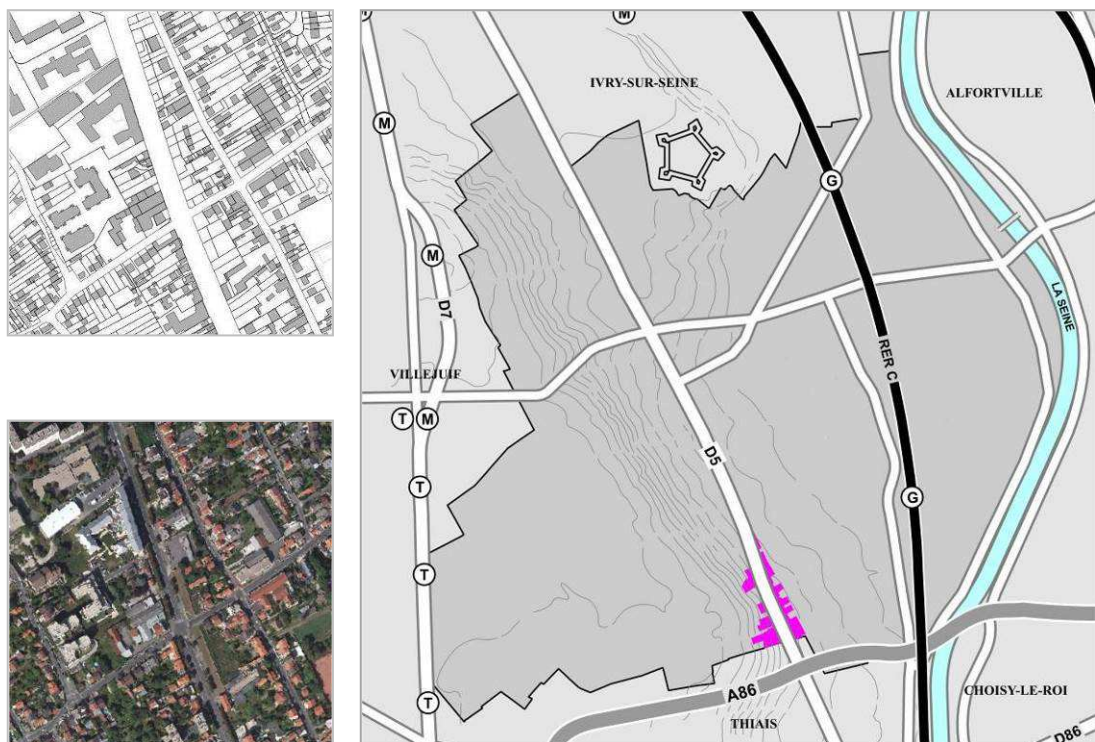 M
M
IVRY-SUR-SEINE
ALFORTVILLE
M
G
M
D7
LA SEINE
RER C
VILLEJUIF
T
M
D5
T
G
T
T
A86
CHOISY-LE-ROI
THIAIS
D86